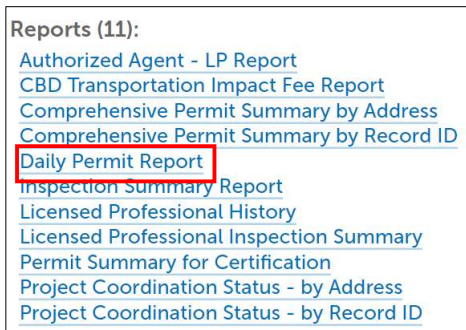 Reports (11):
Authorized Agent - LP Report
CBD Transportation Impact Fee Report
Comprehensive Permit Summary by Address
Comprehensive Permit Summary by Record ID
Daily Permit Report
Inspection Summary Report
Licensed Professional History
Licensed Professional Inspection Summary
Permit Summary for Certification
Project Coordination Status - by Address
Project Coordination Status - by Record ID